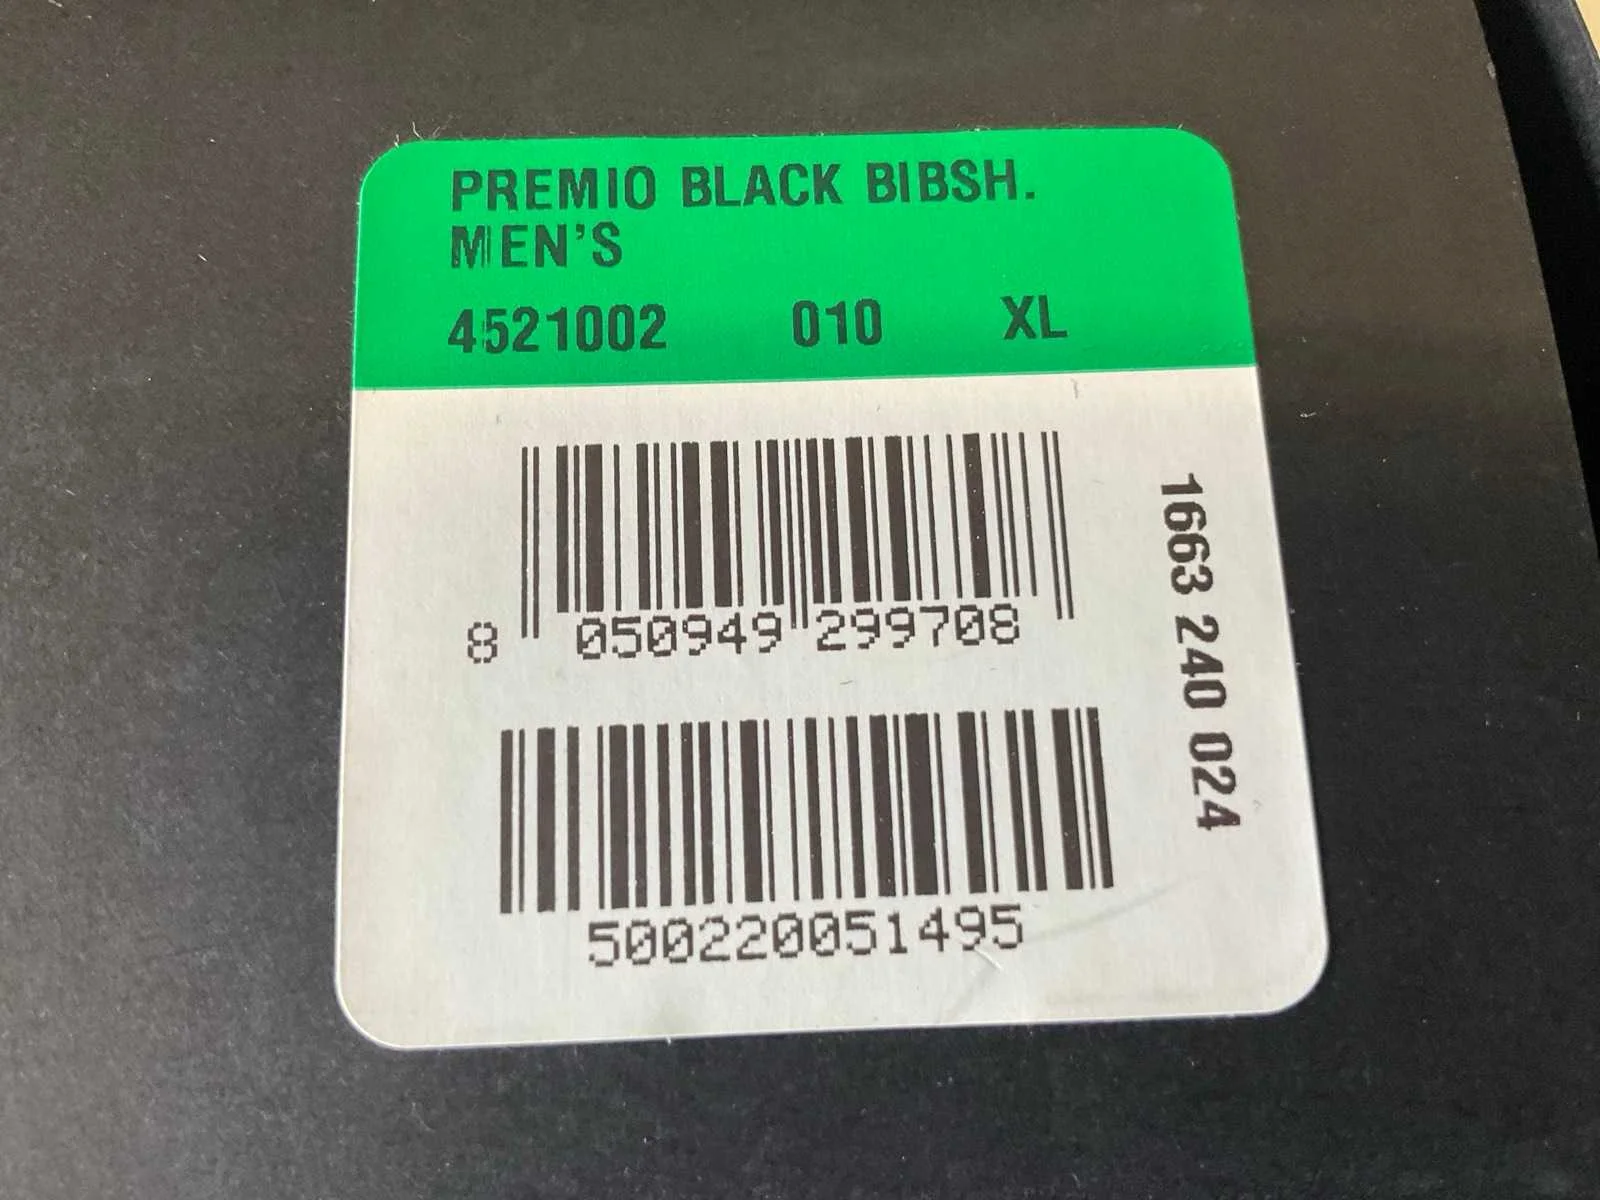 PREMIO BLACK BIBSH.
MEN'S
4521002 010 XL
8 050949 299708
1663 240 024
500220051495